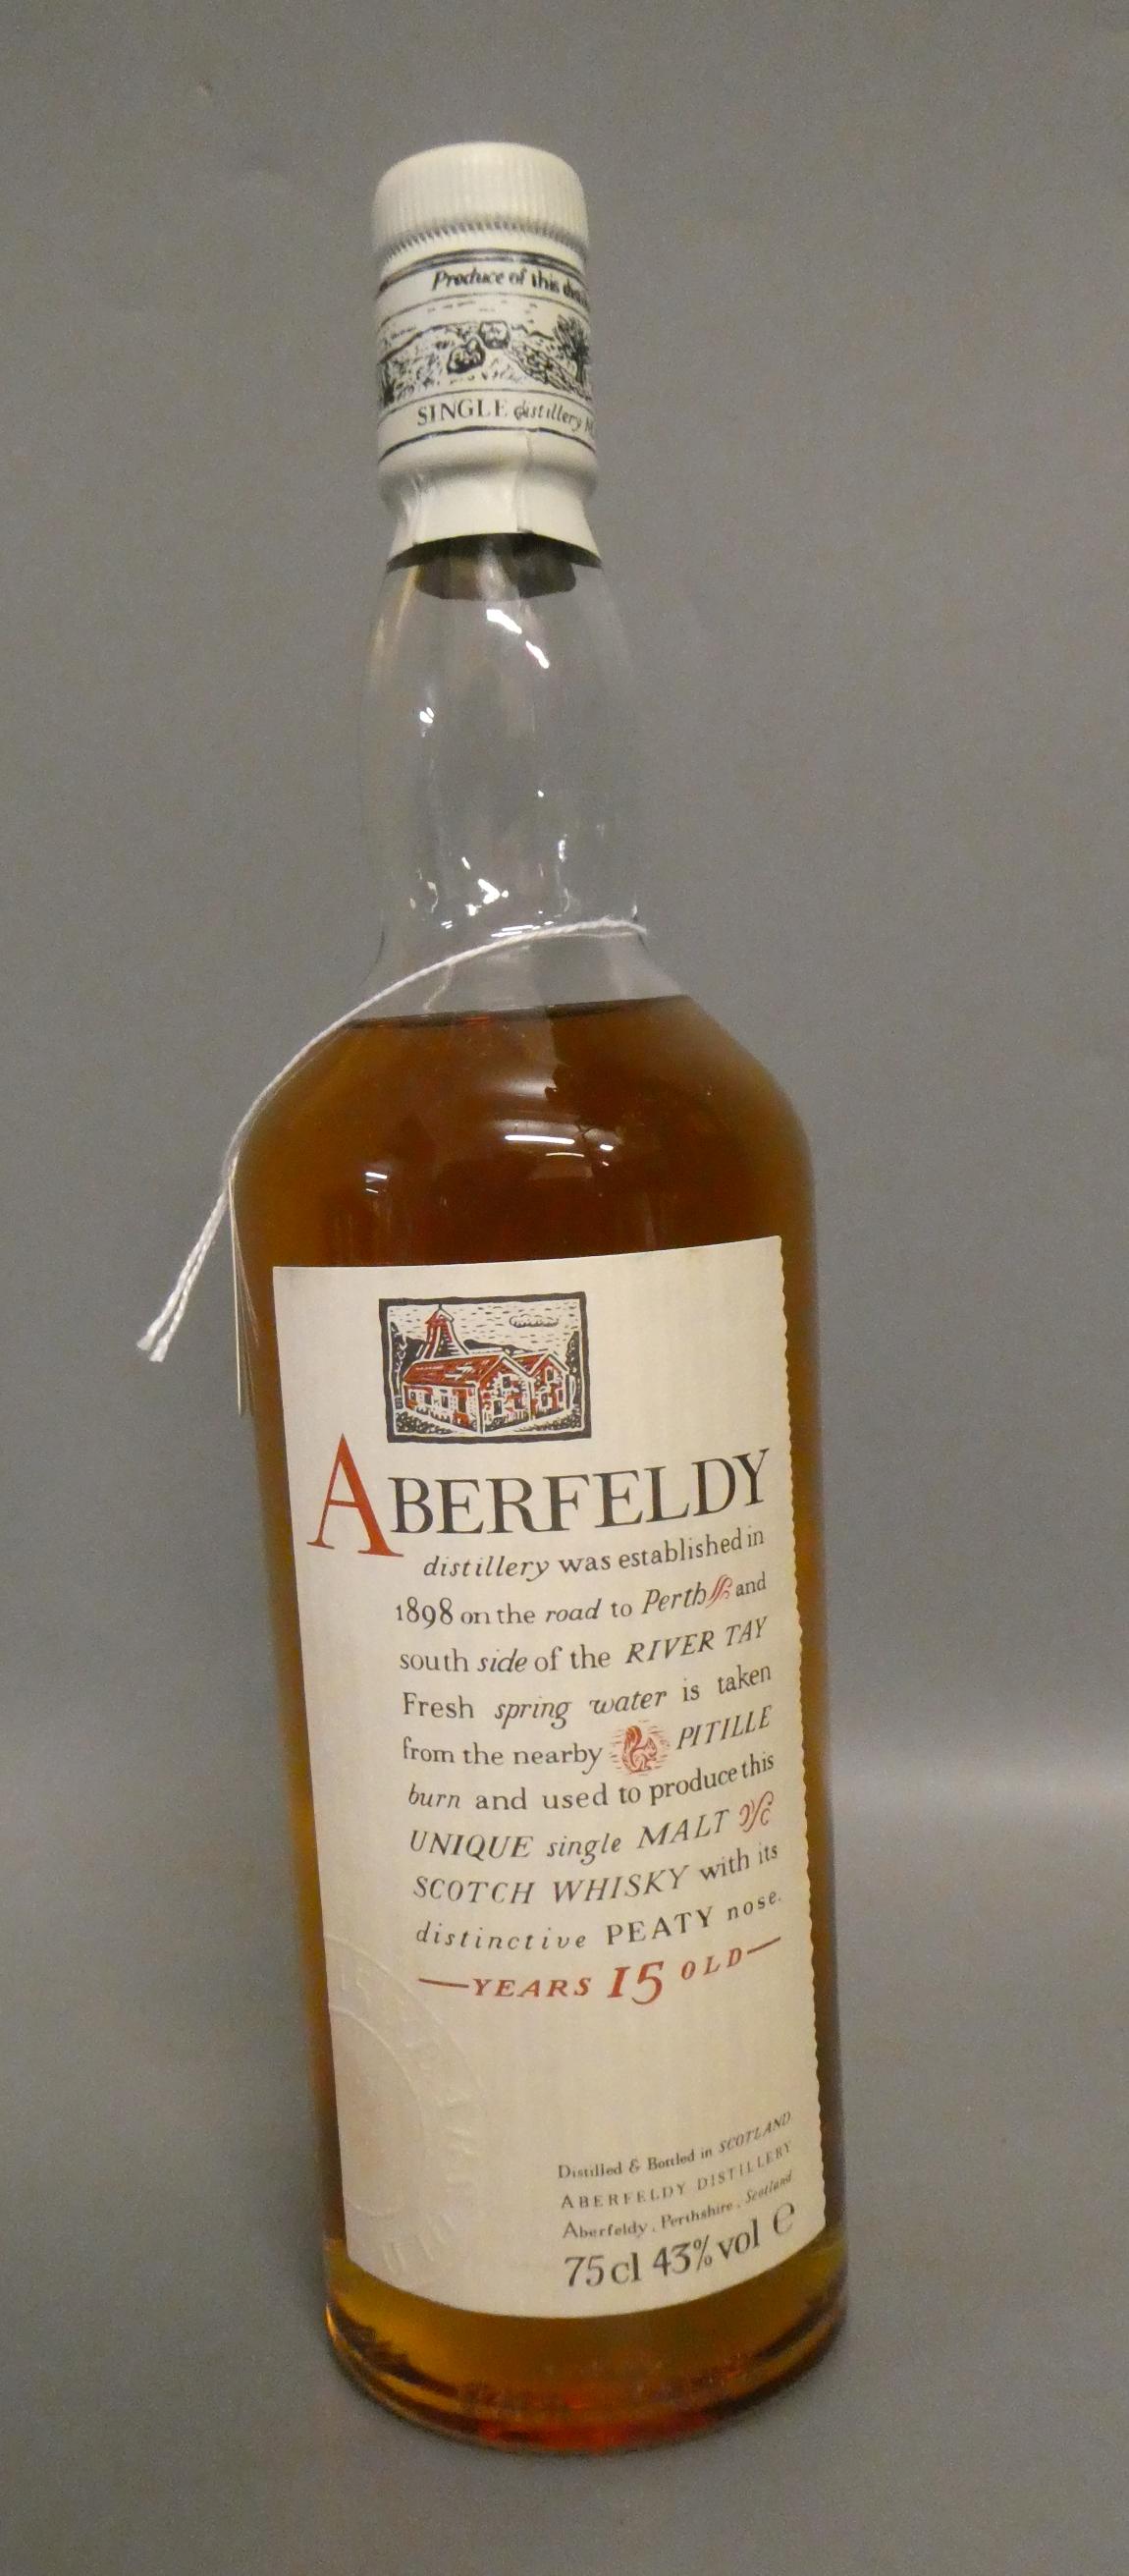 Produce of this
SINGLE distillery
ABERFELDY
distillery was established in
1898 on the road to Perth and
south side of the RIVER TAY
Fresh spring water is taken
from the nearby PITILLE
burn and used to produce this
UNIQUE single MALT
SCOTCH WHISKY with its
distinctive PEATY nose.
YEARS 15 OLD
Distilled & Bottled in SCOTLAND
ABERFELDY DISTILLERY
Aberfeldy, Perthshire, Scotland
75cl 43% vol e